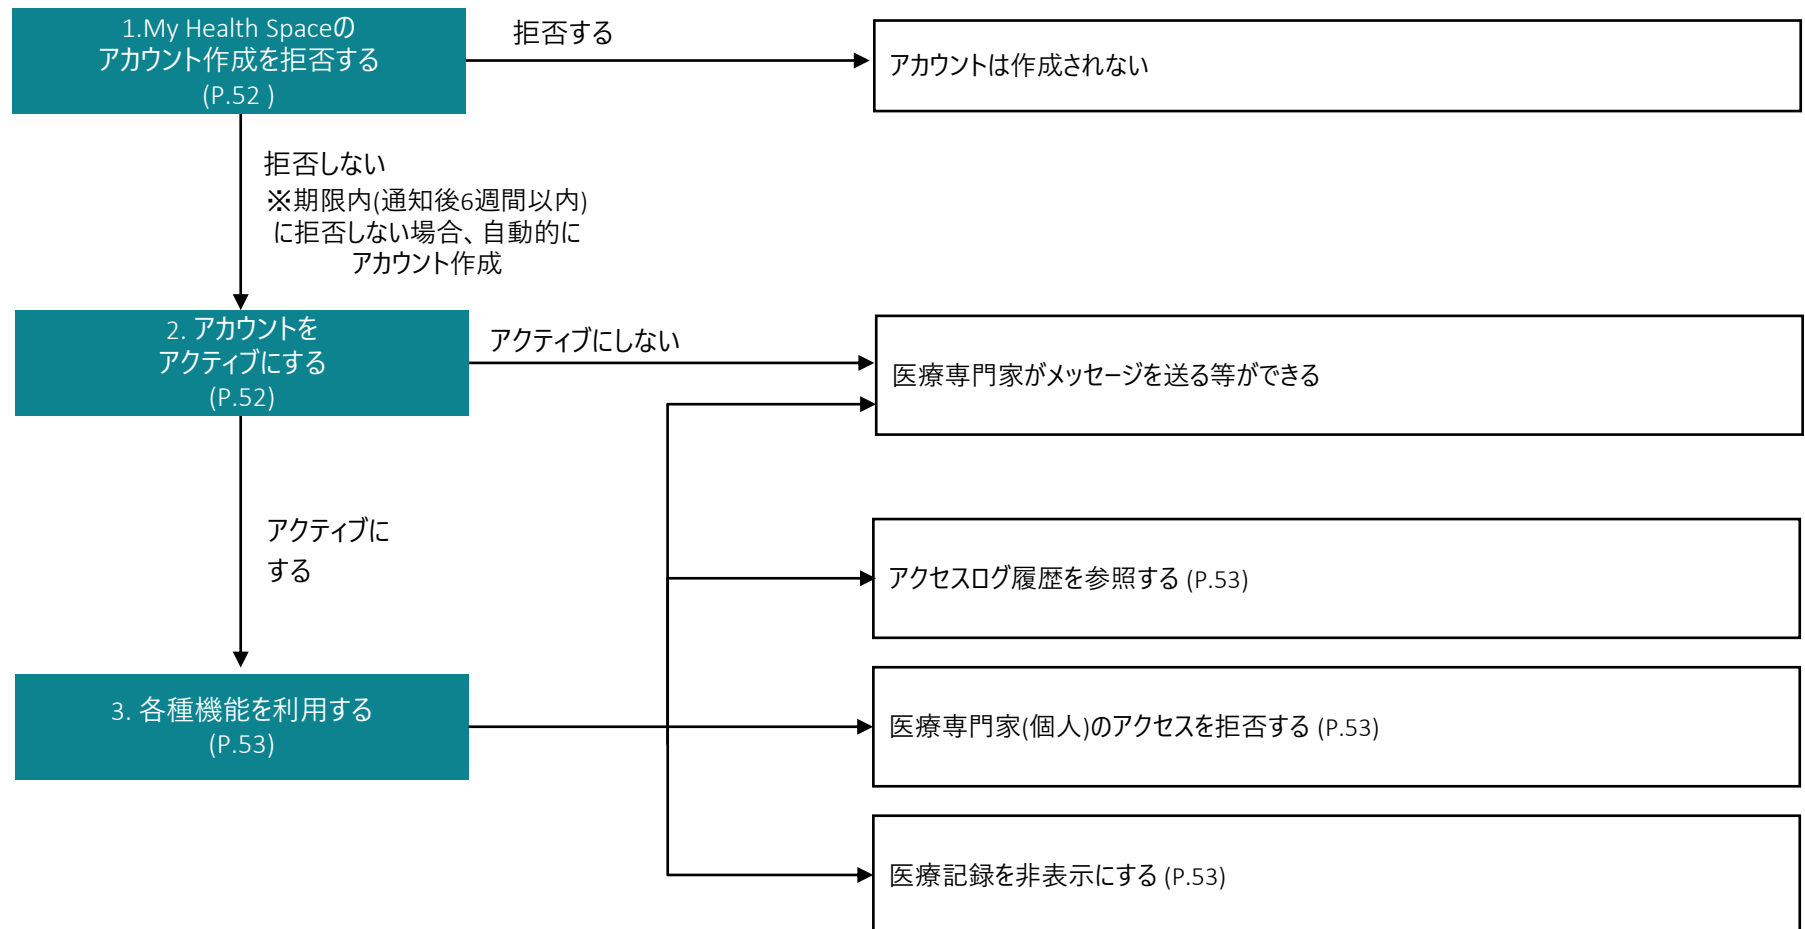 1.My Health Spaceの
アカウント作成を拒否する
(P.52 )
拒否する
アカウントは作成されない
拒否しない
※期限内(通知後6週間以内)
に拒否しない場合、自動的に
アカウント作成
2. アカウントを
アクティブにする
(P.52)
アクティブにしない
医療専門家がメッセージを送る等ができる
アクティブに
する
アクセスログ履歴を参照する (P.53)
3. 各種機能を利用する
(P.53)
医療専門家(個人)のアクセスを拒否する (P.53)
医療記録を非表示にする (P.53)